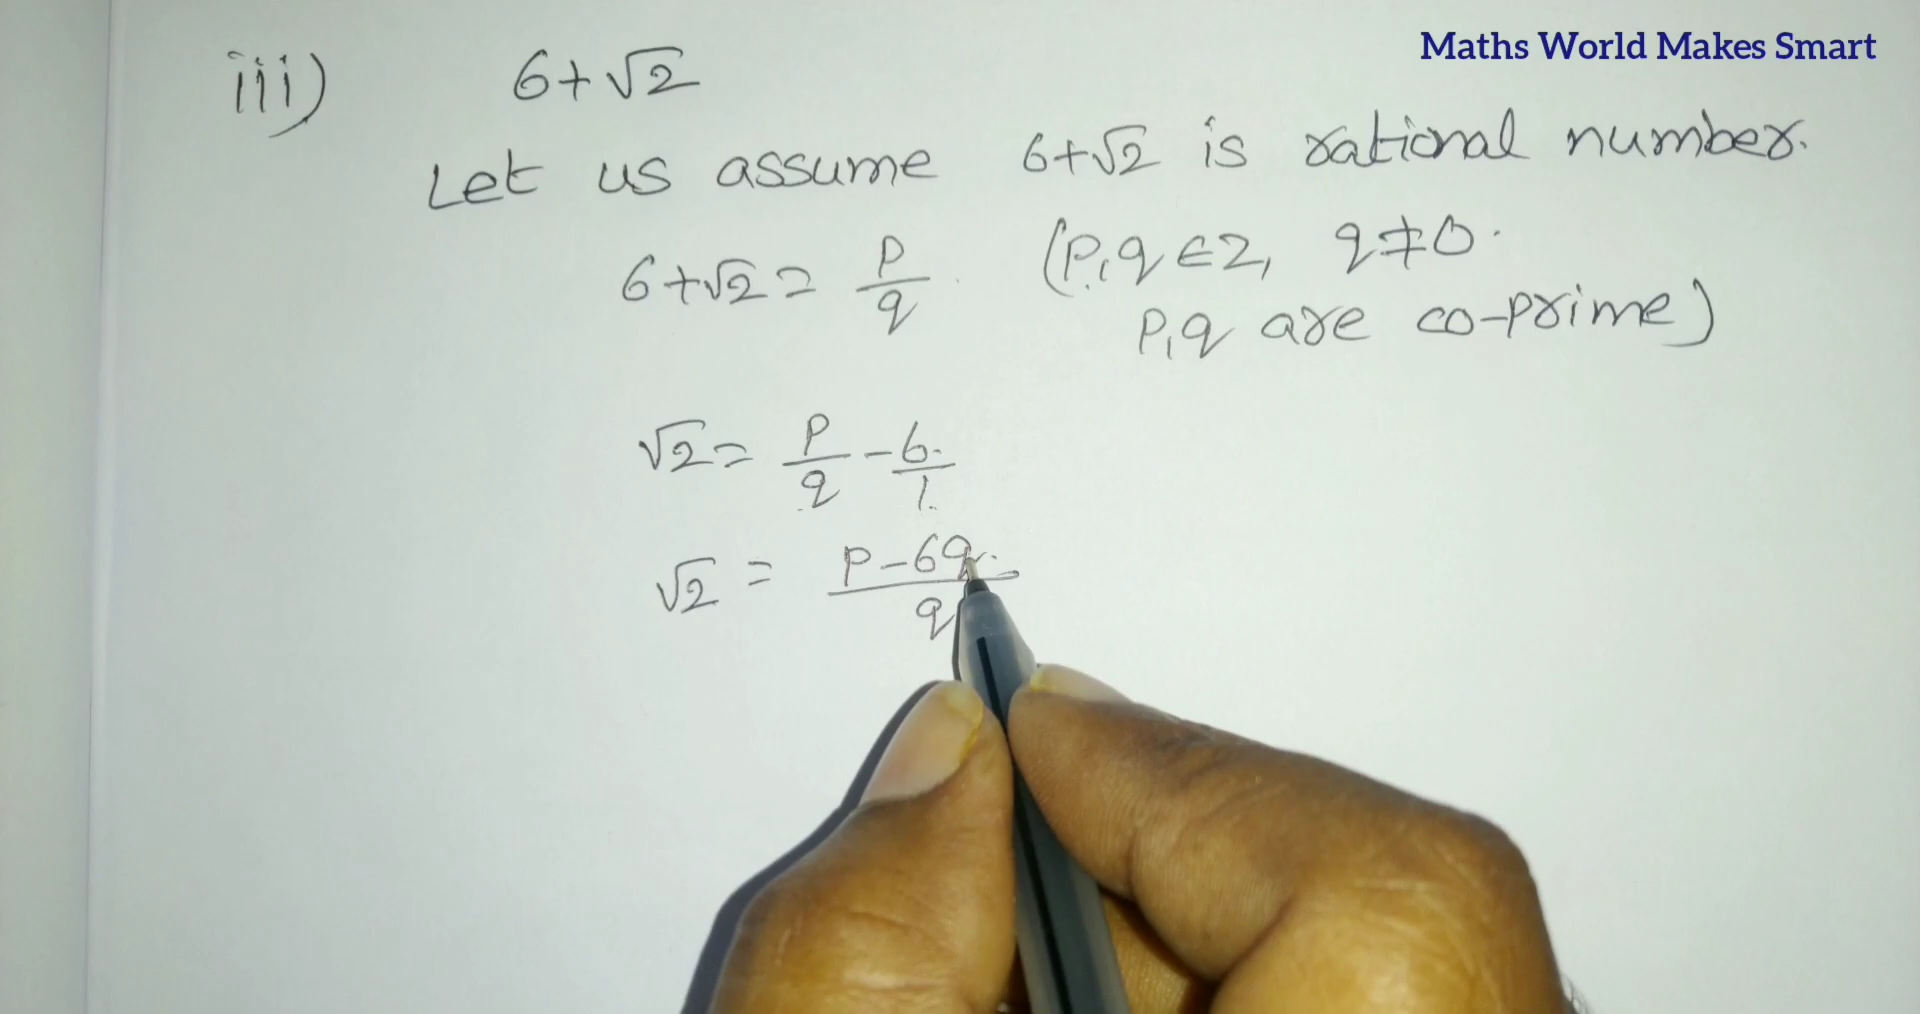 Maths World Makes Smart
iii) 6+√2
Let us assume 6+√2 is rational number.
6+√2 = p/q. (p,q ∈ Z, q≠0.
p,q are co-prime)
√2 = p/q - 6/1
√2 = p-6q/q